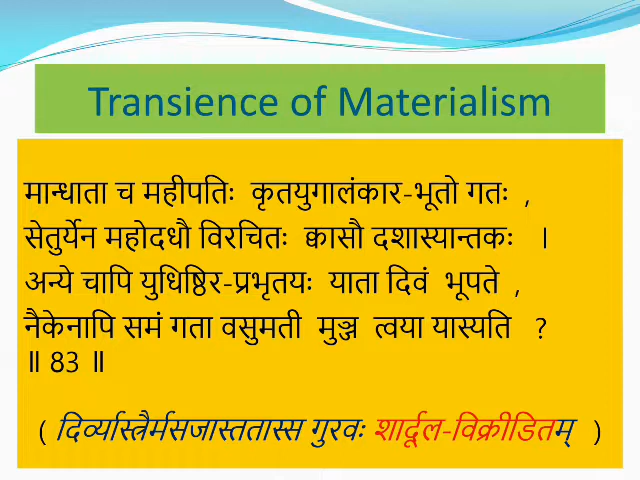 Transience of Materialism
मान्धाता च महीपतिः कृतयुगालंकार-भूतो गतः ,
सेतुर्येन महोदधौ विरचितः क्वासौ दशास्यान्तकः ।
अन्ये चापि युधिष्ठिर-प्रभृतयः याता दिवं भूपते ,
नैकेनापि समं गता वसुमती मुञ्ज त्वया यास्यति ?
॥ 83 ॥
( दिर्व्यास्त्रैर्मसजास्ततास्स गुरवः शार्दूल-विक्रीडितम् )